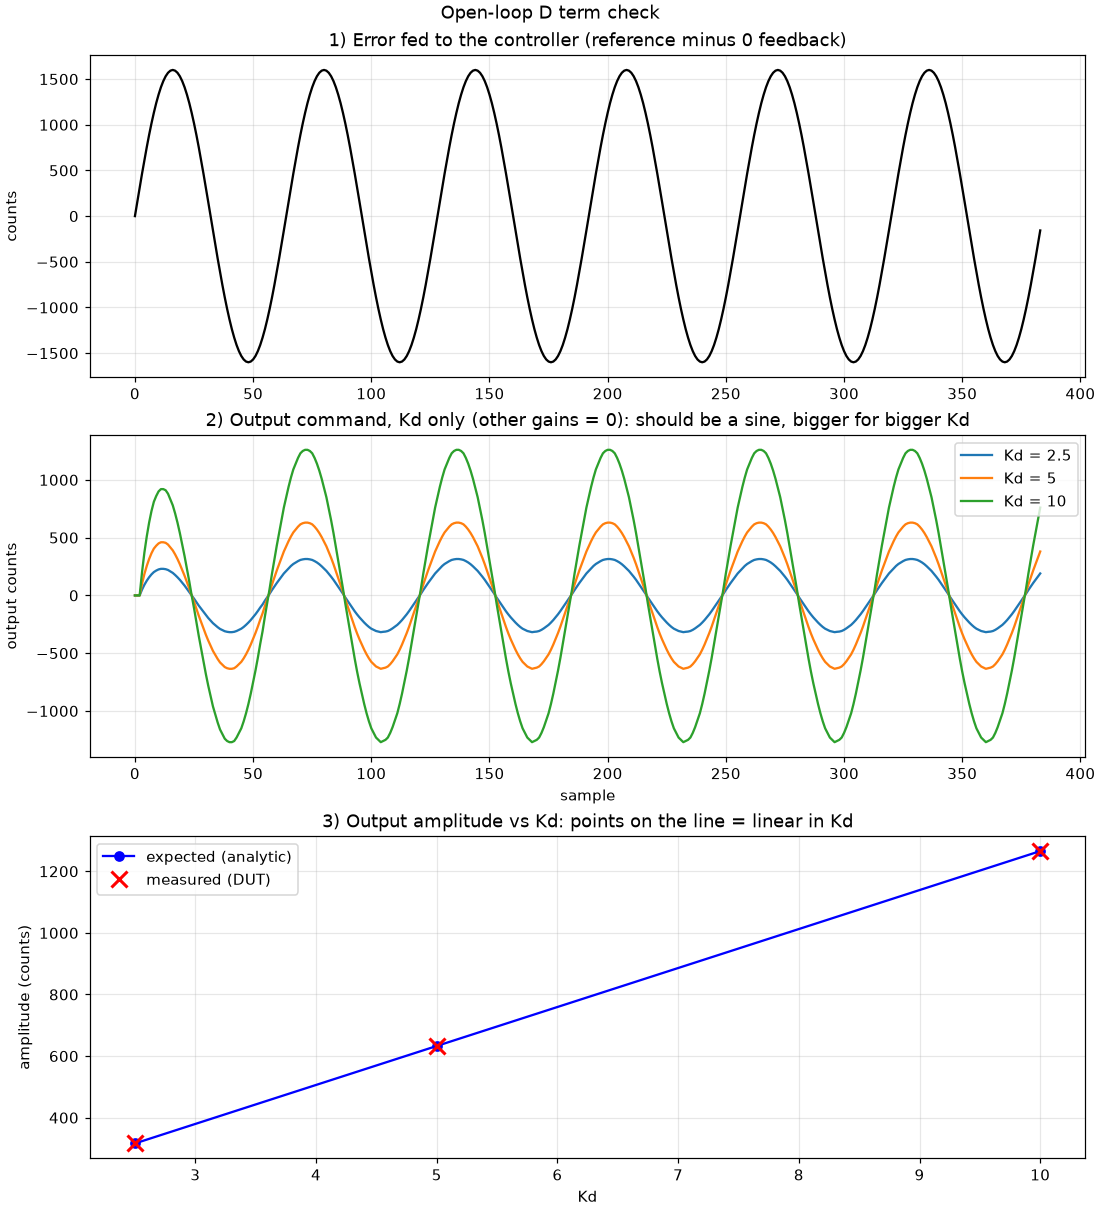 Open-loop D term check
1) Error fed to the controller (reference minus 0 feedback)
counts
1500
1000
500
0
−500
−1000
−1500
0 50 100 150 200 250 300 350 400
2) Output command, Kd only (other gains = 0): should be a sine, bigger for bigger Kd
output counts
1000
500
0
−500
−1000
Kd = 2.5
Kd = 5
Kd = 10
0 50 100 150 200 250 300 350 400
sample
3) Output amplitude vs Kd: points on the line = linear in Kd
amplitude (counts)
1200
1000
800
600
400
expected (analytic)
measured (DUT)
3 4 5 6 7 8 9 10
Kd